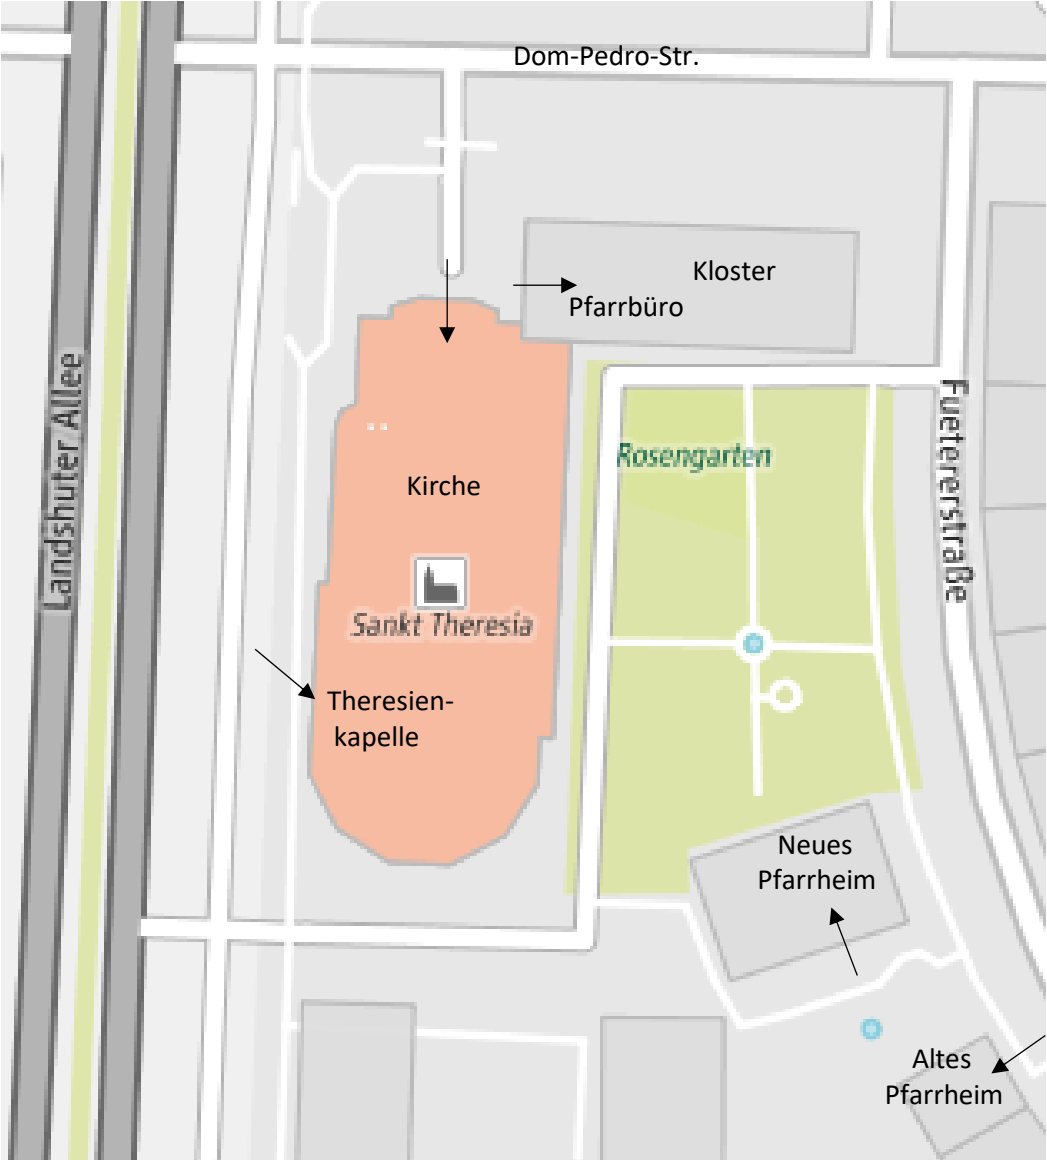 Dom-Pedro-Str.
Kloster
Pfarrbüro
Landshuter Allee
Fuetererstraße
Rosengarten
Kirche
Sankt Theresia
Theresien-
kapelle
Neues
Pfarrheim
Altes
Pfarrheim